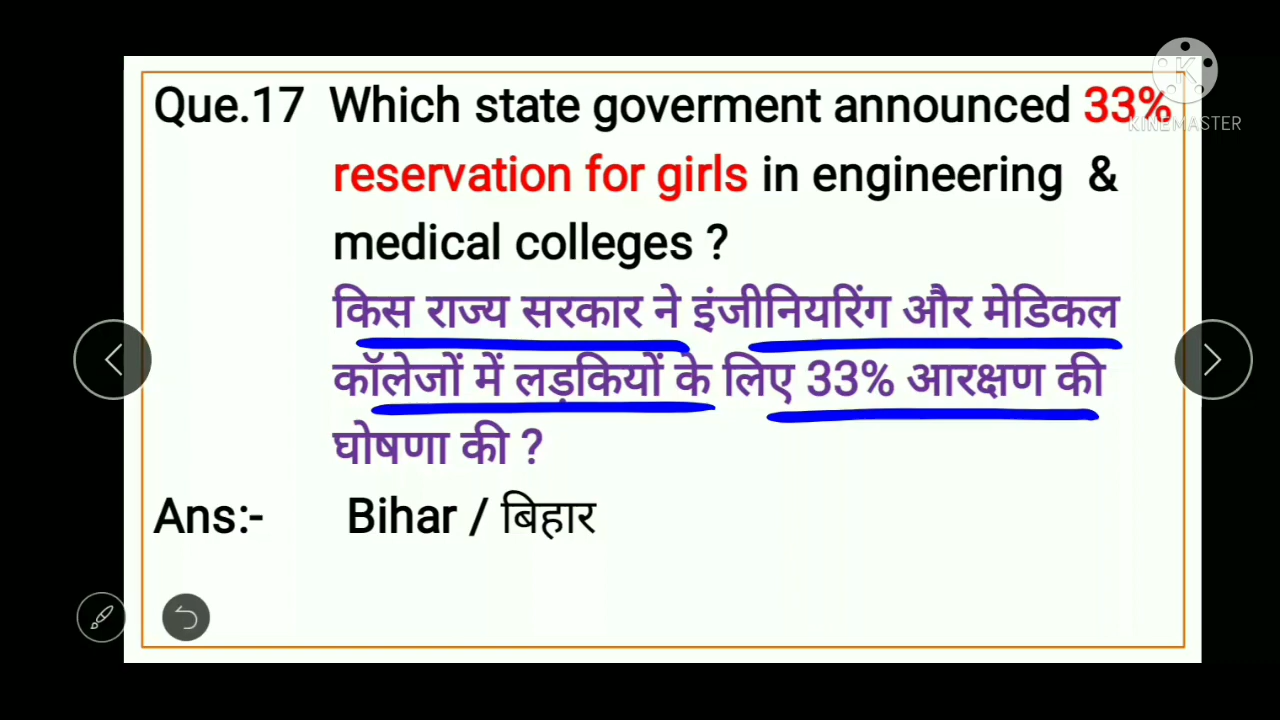 Que.17 Which state goverment announced 33%
reservation for girls in engineering &
medical colleges ?
किस राज्य सरकार ने इंजीनियरिंग और मेडिकल
कॉलेजों में लड़कियों के लिए 33% आरक्षण की
घोषणा की ?
Ans:- Bihar / बिहार
K
KINEMASTER